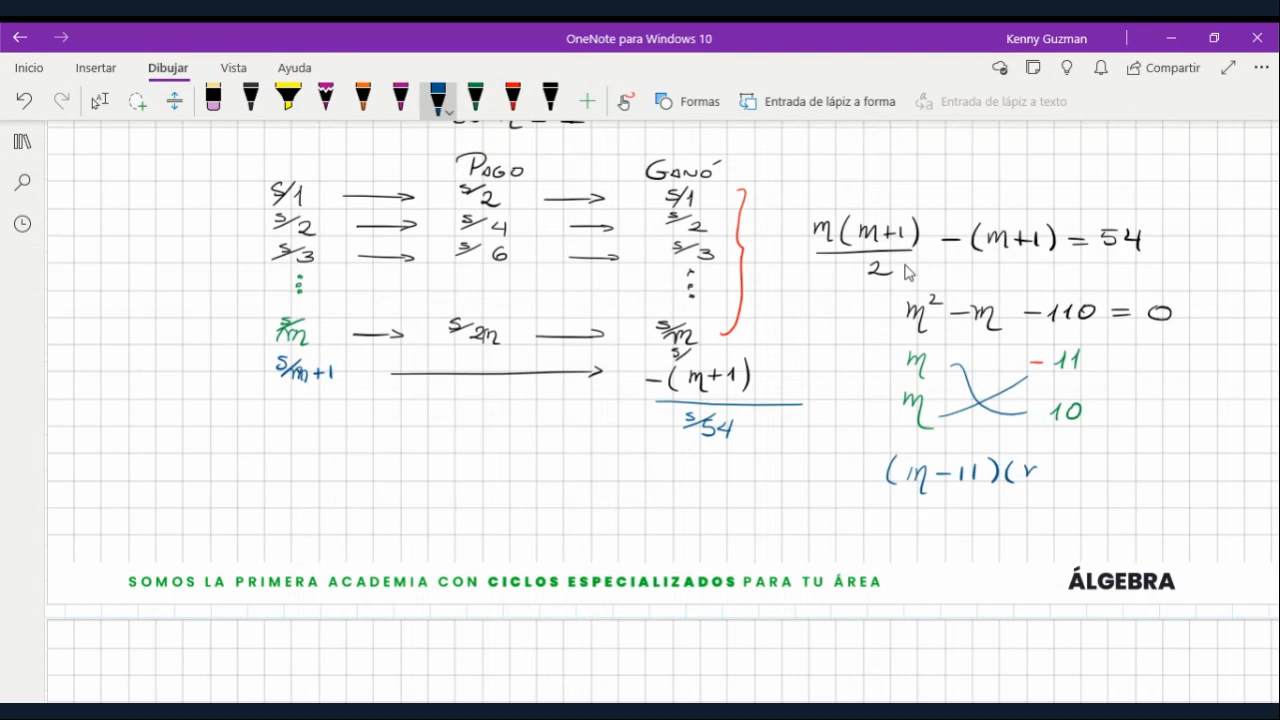 OneNote para Windows 10
Kenny Guzman
Inicio Insertar Dibujar Vista Ayuda
Compartir
Formas Entrada de lápiz a forma Entrada de lápiz a texto
PAGO GANÓ
S/1 → S/2 → S/1
S/2 → S/4 → S/2
S/3 → S/6 → S/3
⋮ ⋮
S/m → S/2m → S/m
S/m+1 → S/-(m+1)
S/54
m(m+1)/2 - (m+1) = 54
m² - m - 110 = 0
m - 11
m 10
(m-11)(
SOMOS LA PRIMERA ACADEMIA CON CICLOS ESPECIALIZADOS PARA TU ÁREA
ÁLGEBRA